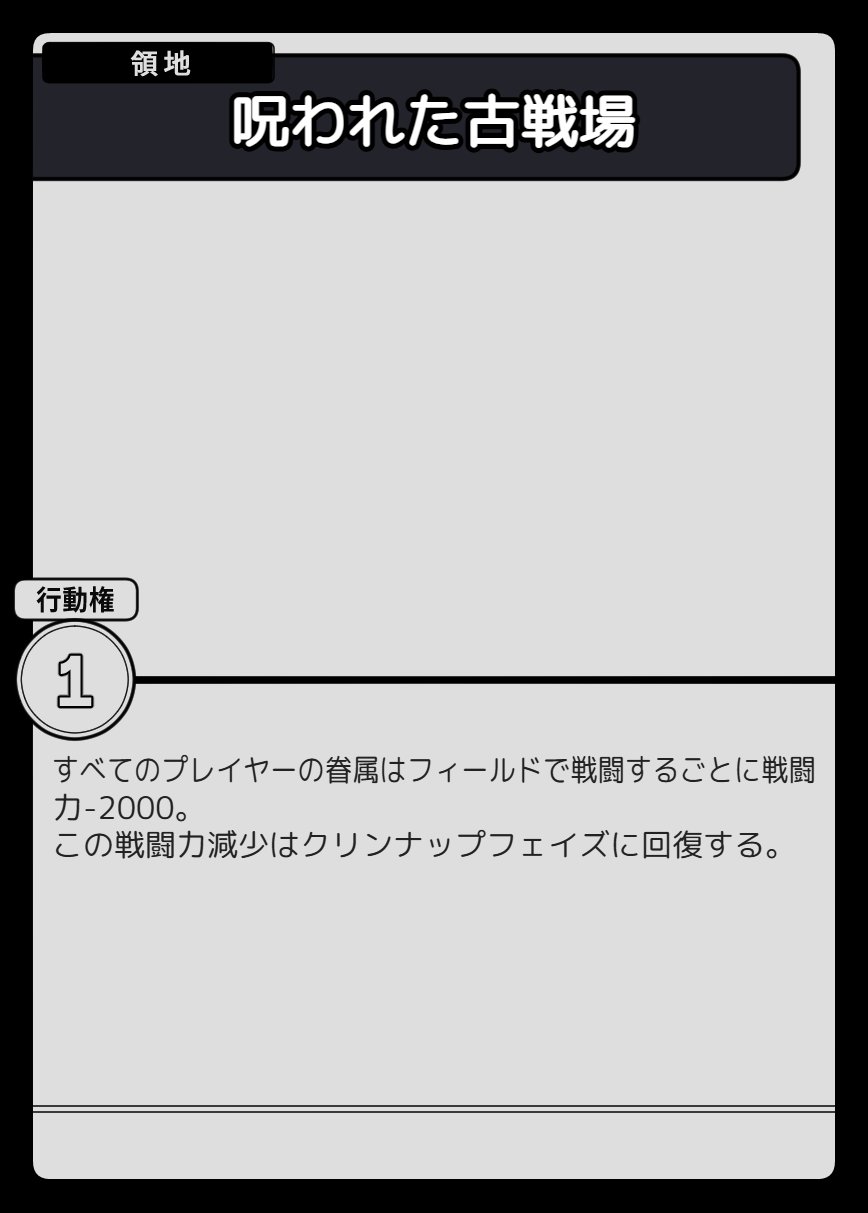 領地
呪われた古戦場
行動権
1
すべてのプレイヤーの眷属はフィールドで戦闘するごとに戦闘
力-2000。
この戦闘力減少はクリンナップフェイズに回復する。